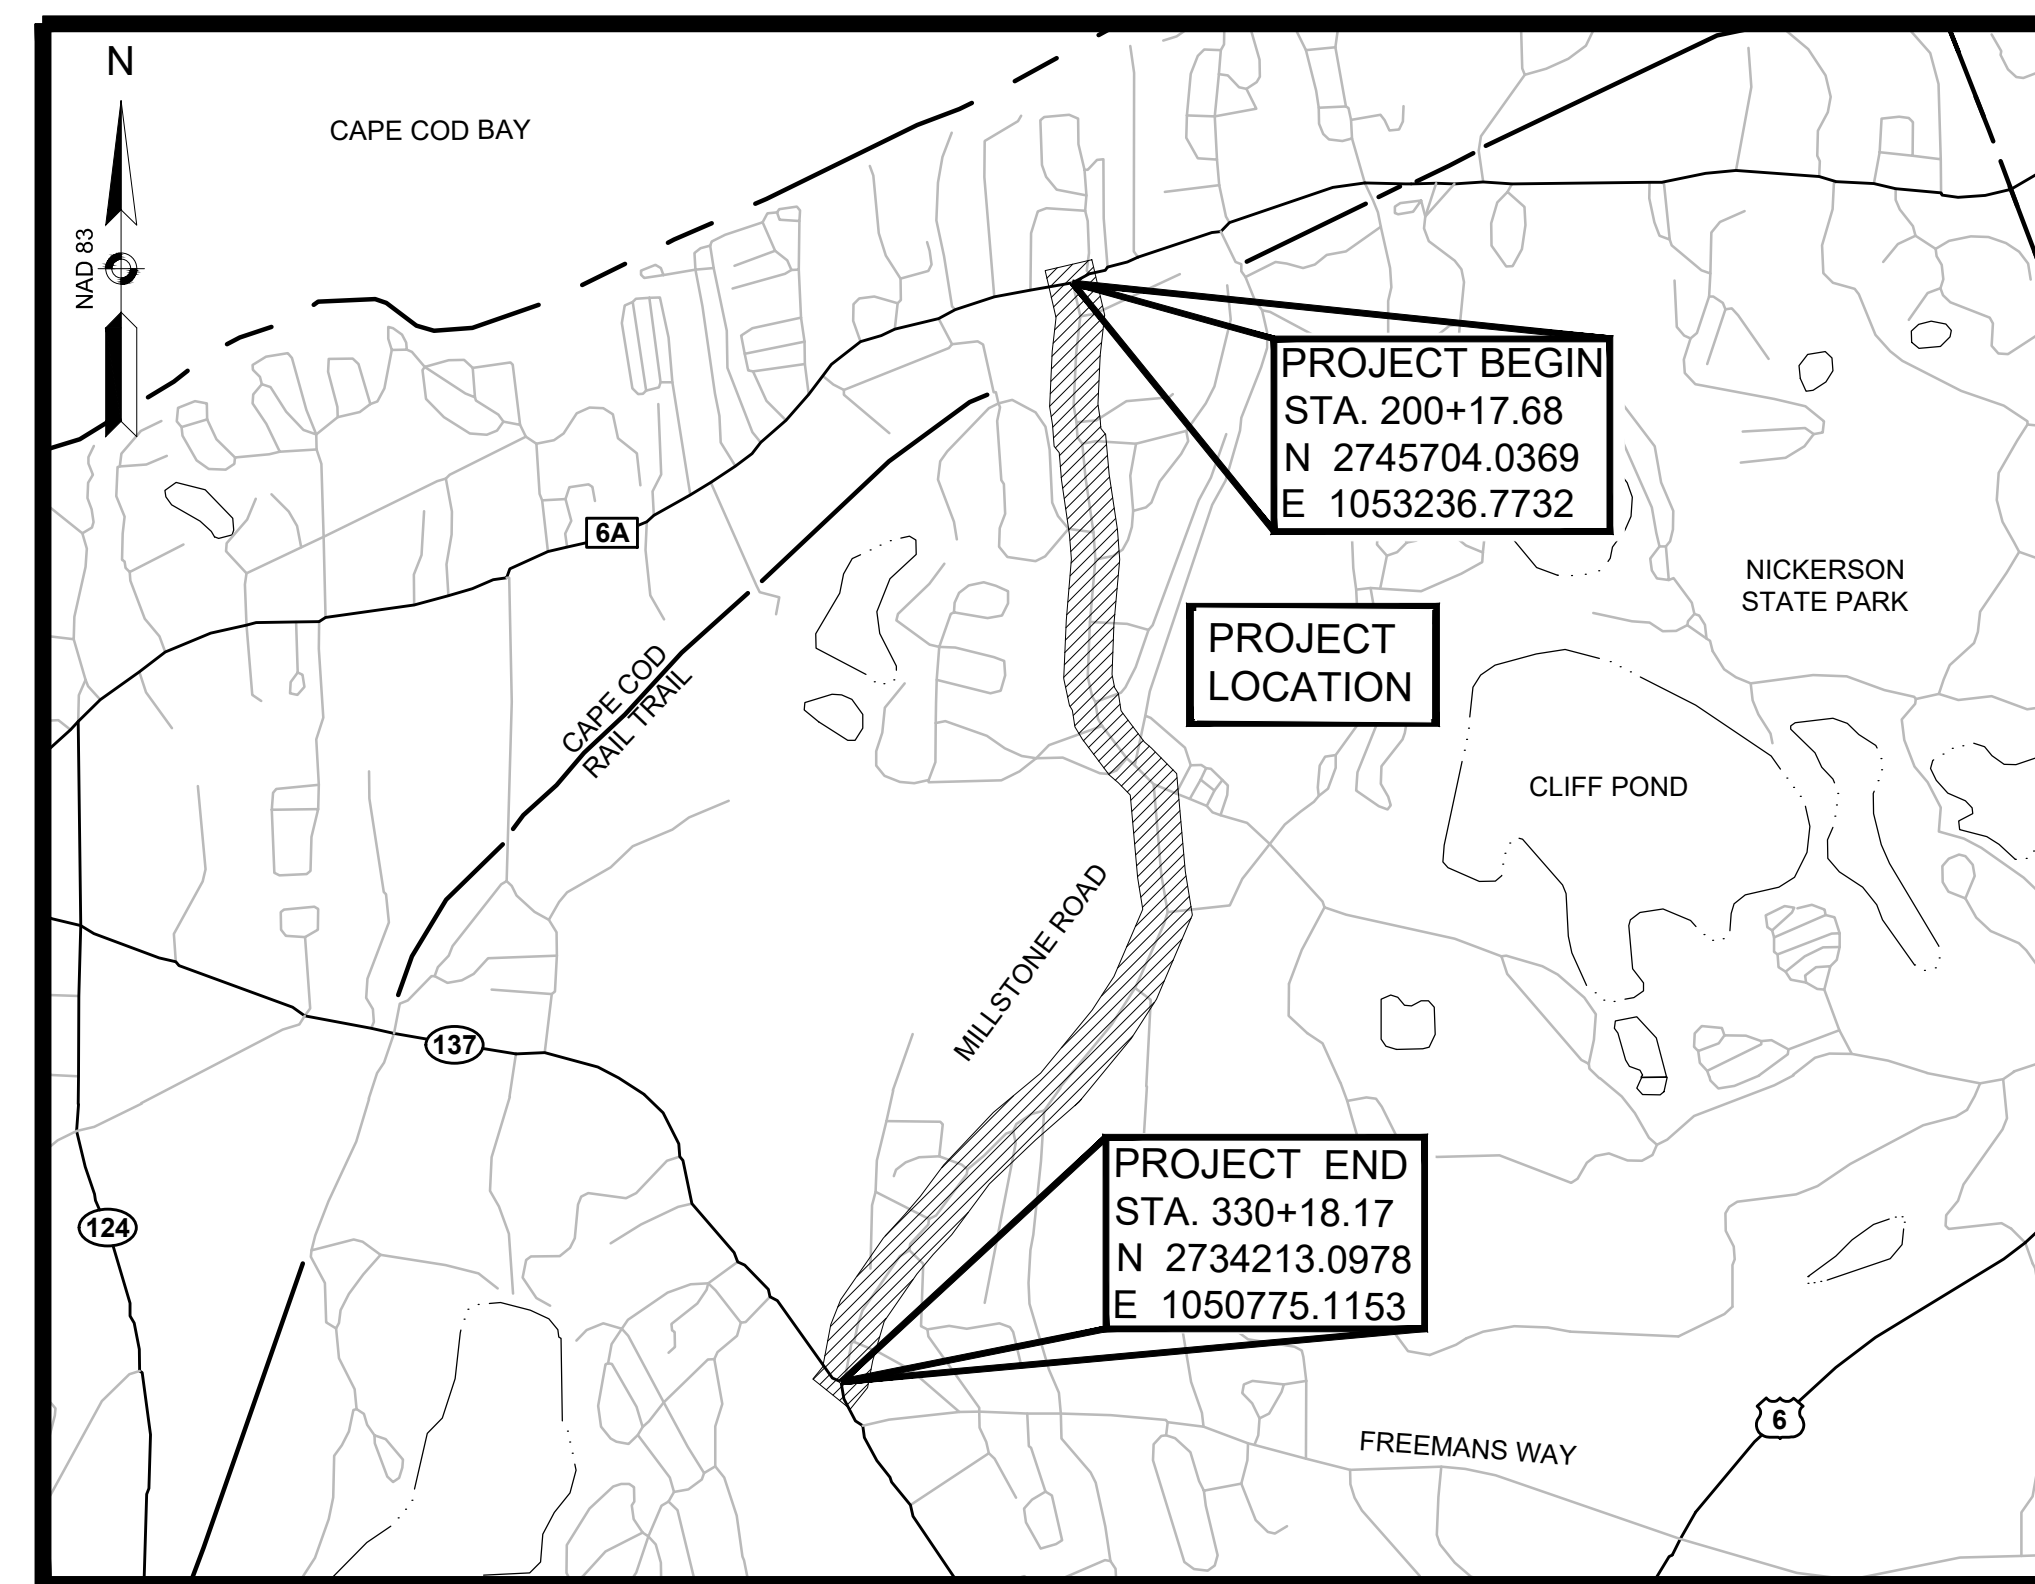 N
CAPE COD BAY
NAD 83
PROJECT BEGIN
STA. 200+17.68
N 2745704.0369
E 1053236.7732
6A
NICKERSON
STATE PARK
PROJECT
LOCATION
CAPE COD
RAIL TRAIL
CLIFF POND
MILLSTONE ROAD
137
PROJECT END
STA. 330+18.17
N 2734213.0978
E 1050775.1153
124
6
FREEMANS WAY